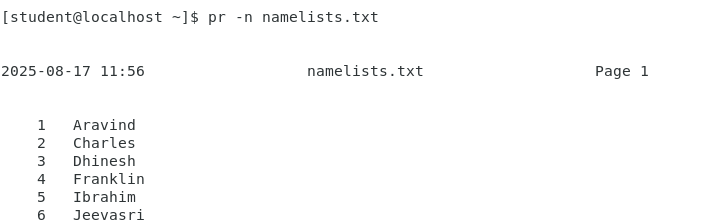 [student@localhost ~]$ pr -n namelists.txt
2025-08-17 11:56                  namelists.txt                   Page 1
    1   Aravind
    2   Charles
    3   Dhinesh
    4   Franklin
    5   Ibrahim
    6   Jeevasri